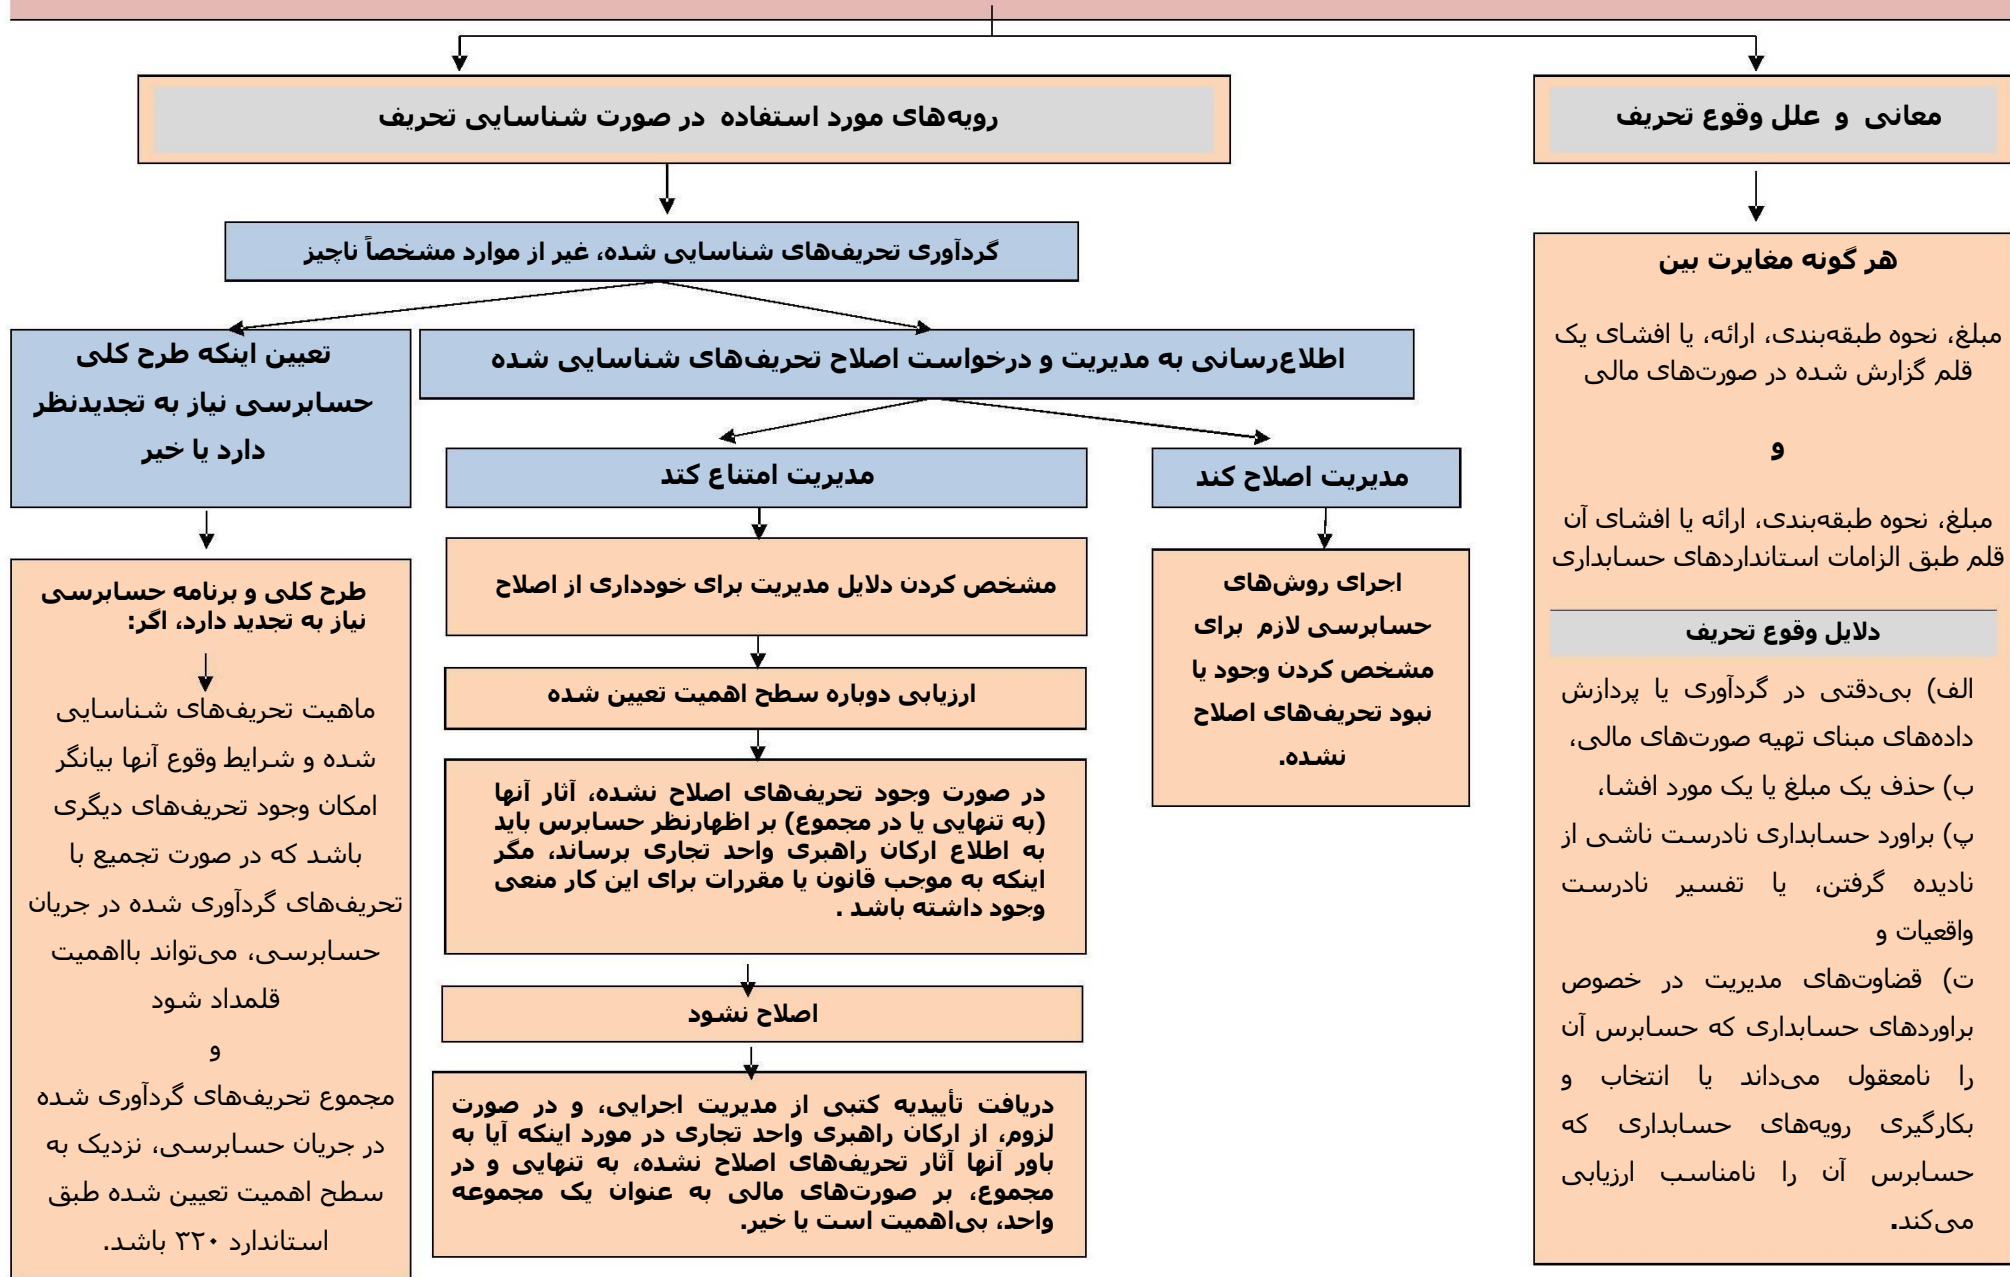 معانی و علل وقوع تحریف
هر گونه مغایرت بین
مبلغ، نحوه طبقه‌بندی، ارائه، یا افشای یک
قلم گزارش شده در صورت‌های مالی
و
مبلغ، نحوه طبقه‌بندی، ارائه یا افشای آن
قلم طبق الزامات استانداردهای حسابداری
دلایل وقوع تحریف
الف) بی‌دقتی در گردآوری یا پردازش
داده‌های مبنای تهیه صورت‌های مالی،
ب) حذف یک مبلغ یا یک مورد افشا،
پ) براورد حسابداری نادرست ناشی از
نادیده گرفتن، یا تفسیر نادرست
واقعیات و
ت) قضاوت‌های مدیریت در خصوص
براوردهای حسابداری که حسابرس آن
را نامعقول می‌داند یا انتخاب و
بکارگیری رویه‌های حسابداری که
حسابرس آن را نامناسب ارزیابی
می‌کند.
رویه‌های مورد استفاده در صورت شناسایی تحریف
گردآوری تحریف‌های شناسایی شده، غیر از موارد مشخصاً ناچیز
اطلاع‌رسانی به مدیریت و درخواست اصلاح تحریف‌های شناسایی شده
مدیریت اصلاح کند
اجرای روش‌های
حسابرسی لازم برای
مشخص کردن وجود یا
نبود تحریف‌های اصلاح
نشده.
مدیریت امتناع کتد
مشخص کردن دلایل مدیریت برای خودداری از اصلاح
ارزیابی دوباره سطح اهمیت تعیین شده
در صورت وجود تحریف‌های اصلاح نشده، آثار آنها
(به تنهایی یا در مجموع) بر اظهارنظر حسابرس باید
به اطلاع ارکان راهبری واحد تجاری برساند، مگر
اینکه به موجب قانون یا مقررات برای این کار منعی
وجود داشته باشد .
اصلاح نشود
دریافت تأییدیه کتبی از مدیریت اجرایی، و در صورت
لزوم، از ارکان راهبری واحد تجاری در مورد اینکه آیا به
باور آنها آثار تحریف‌های اصلاح نشده، به تنهایی و در
مجموع، بر صورت‌های مالی به عنوان یک مجموعه
واحد، بی‌اهمیت است یا خیر.
تعیین اینکه طرح کلی
حسابرسی نیاز به تجدیدنظر
دارد یا خیر
طرح کلی و برنامه حسابرسی
نیاز به تجدید دارد، اگر:
ماهیت تحریف‌های شناسایی
شده و شرایط وقوع آنها بیانگر
امکان وجود تحریف‌های دیگری
باشد که در صورت تجمیع با
تحریف‌های گردآوری شده در جریان
حسابرسی، می‌تواند بااهمیت
قلمداد شود
و
مجموع تحریف‌های گردآوری شده
در جریان حسابرسی، نزدیک به
سطح اهمیت تعیین شده طبق
استاندارد ۳۲۰ باشد.